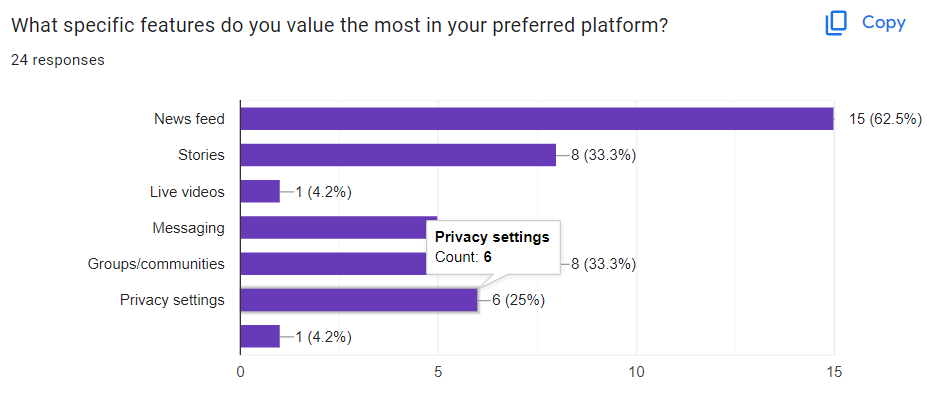 What specific features do you value the most in your preferred platform?
Copy
24 responses
News feed 15 (62.5%)
Stories 8 (33.3%)
Live videos 1 (4.2%)
Messaging
Privacy settings
Count: 6
Groups/communities 8 (33.3%)
Privacy settings 6 (25%)
1 (4.2%)
0 5 10 15